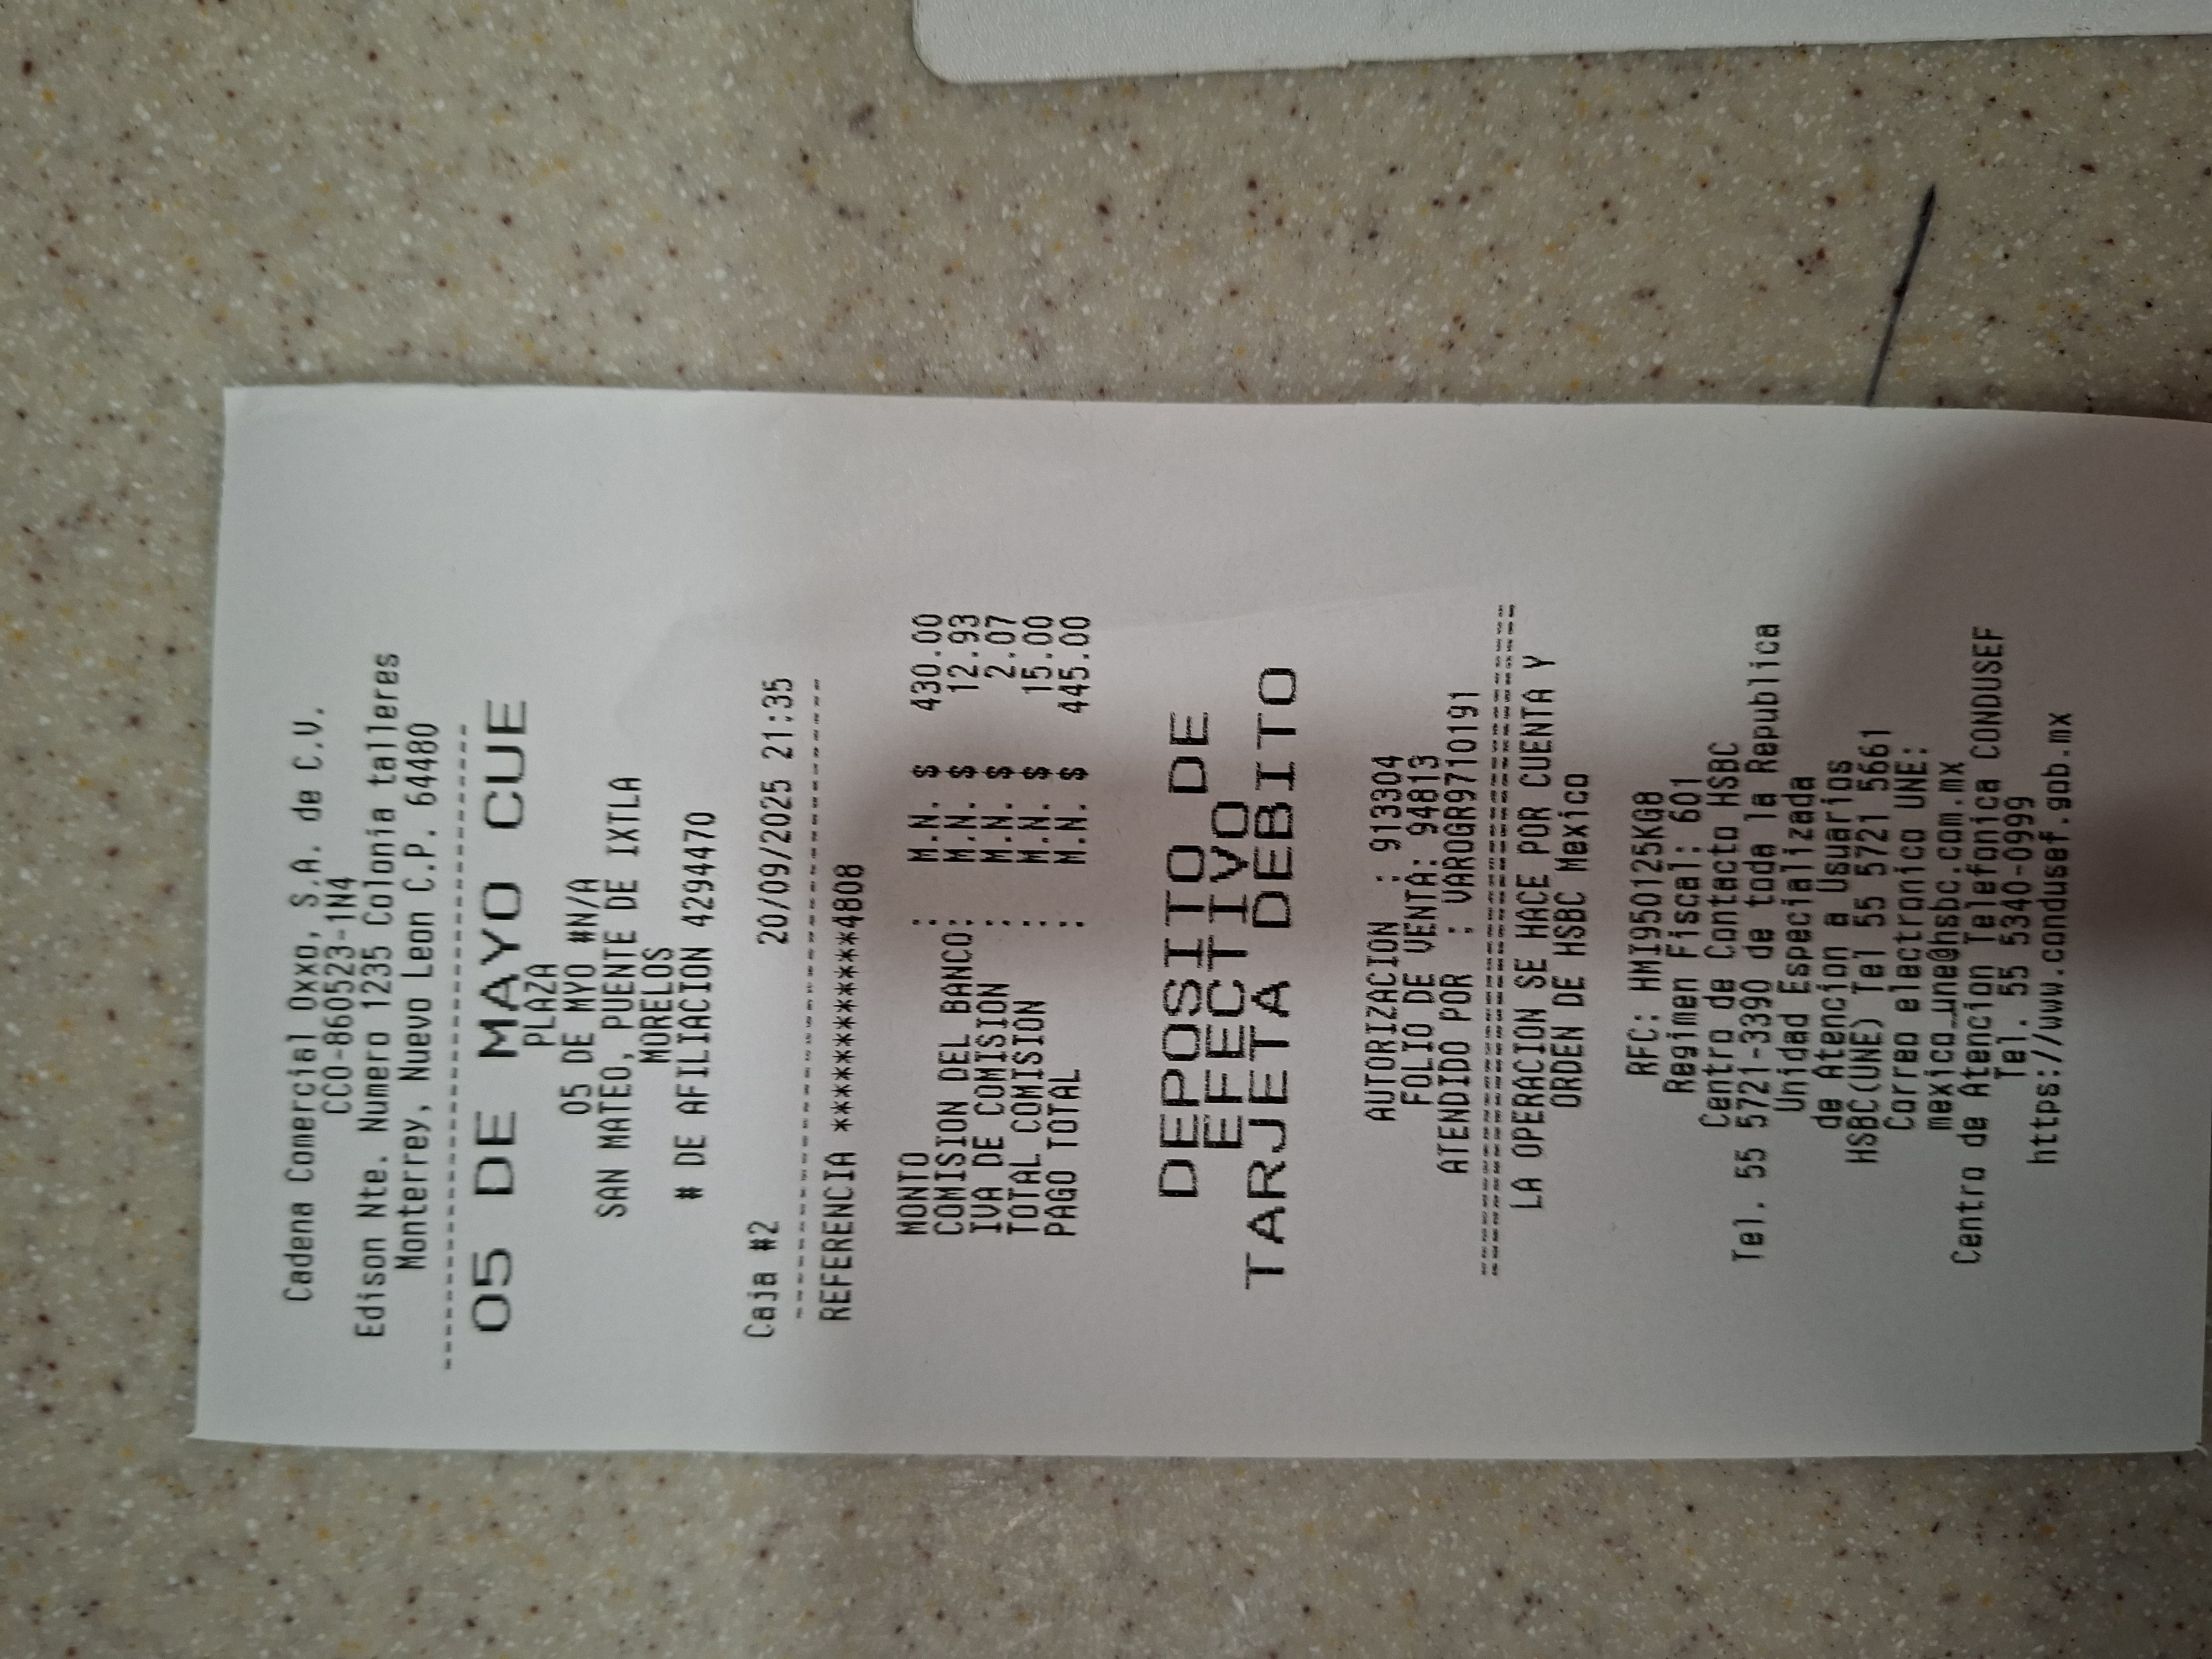 Cadena Comercial Oxxo, S.A. de C.V.
CCO-860523-1N4
Edison Nte. Numero 1235 Colonia talleres
Monterrey, Nuevo Leon C.P. 64480
05 DE MAYO CUE
PLAZA
05 DE MYO #N/A
SAN MATEO, PUENTE DE IXTLA
MORELOS
# DE AFILIACION 4294470
Caja #2 20/09/2025 21:35
REFERENCIA ************4808
MONTO : M.N. $ 430.00
COMISION DEL BANCO: M.N. $ 12.93
IVA DE COMISION : M.N. $ 2.07
TOTAL COMISION : M.N. $ 15.00
PAGO TOTAL : M.N. $ 445.00
DEPOSITO DE
EFECTIVO
TARJETA DEBITO
AUTORIZACION : 913304
FOLIO DE VENTA: 94813
ATENDIDO POR : VAROGR9710191
LA OPERACION SE HACE POR CUENTA Y
ORDEN DE HSBC Mexico
RFC: HMI950125KG8
Regimen Fiscal: 601
Centro de Contacto HSBC
Tel. 55 5721-3390 de toda la Republica
Unidad Especializada
de Atencion a Usuarios
HSBC(UNE) Tel 55 5721 5661
Correo electronico UNE:
mexico_une@hsbc.com.mx
Centro de Atencion Telefonica CONDUSEF
Tel. 55 5340-0999
https://www.condusef.gob.mx